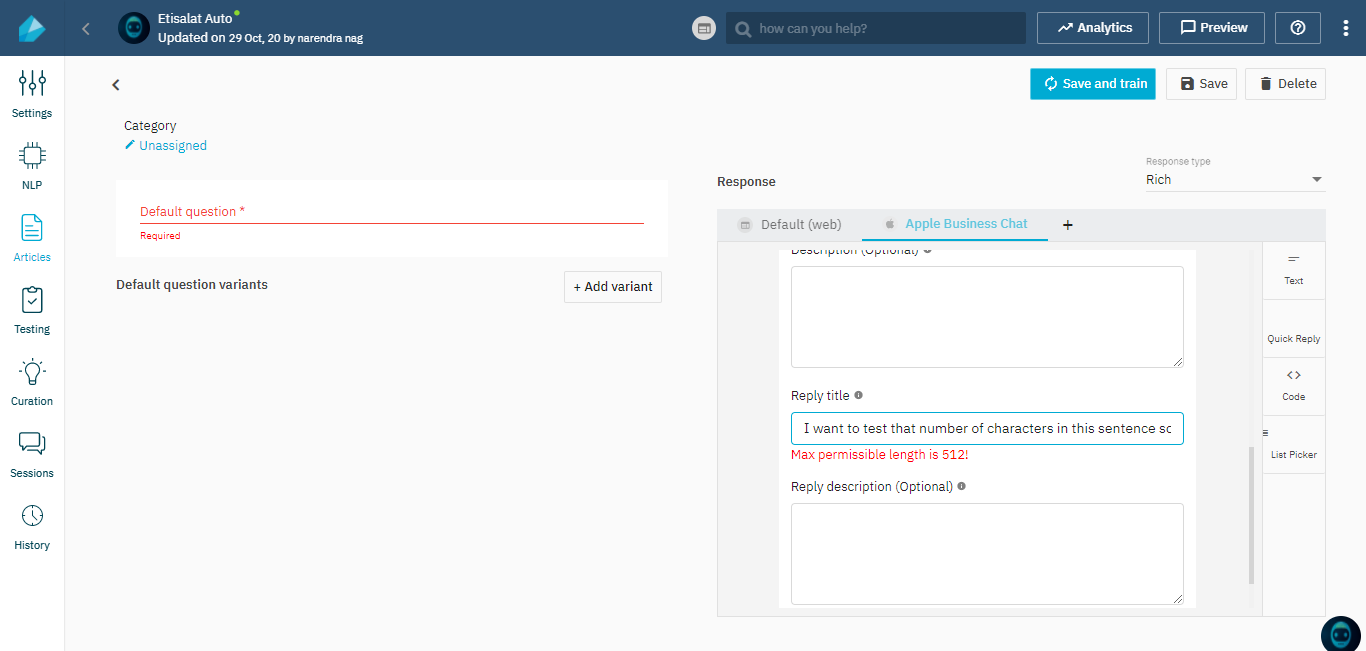 Etisalat Auto
Updated on 29 Oct, 20 by narendra nag
how can you help?
Analytics
Preview
Settings
NLP
Articles
Testing
Curation
Sessions
History
Save and train
Save
Delete
Category
Unassigned
Default question *
Required
Default question variants
+ Add variant
Response
Response type
Rich
Default (web)
Apple Business Chat
+
Description (Optional)
Reply title
I want to test that number of characters in this sentence sc
Max permissible length is 512!
Reply description (Optional)
Text
Quick Reply
Code
List Picker